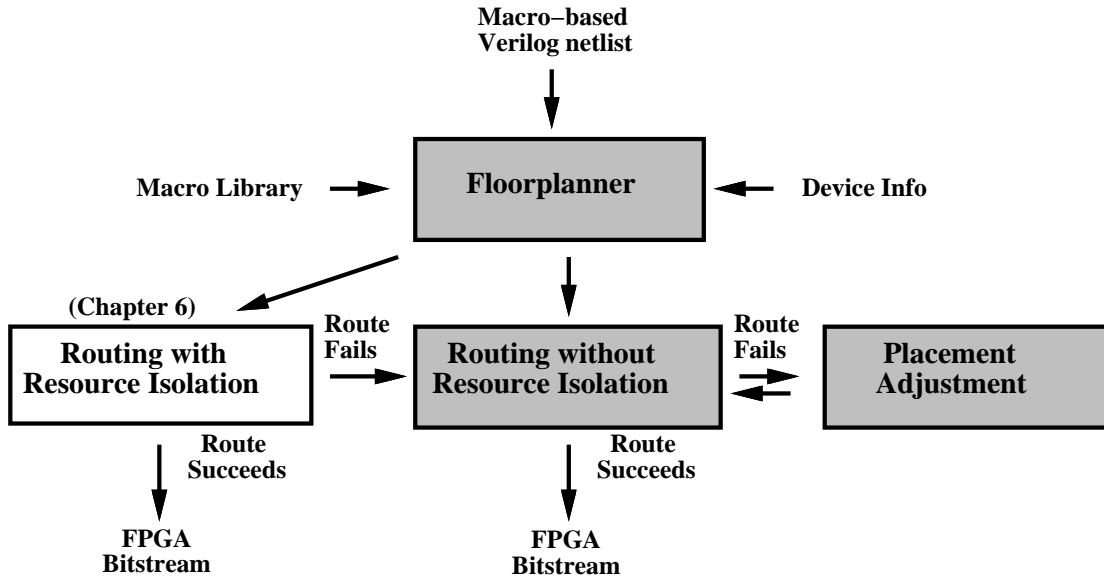 Macro−based
Verilog netlist
Floorplanner
Macro Library
Device Info
(Chapter 6)
Routing with
Resource Isolation
Route
Fails
Routing without
Resource Isolation
Route
Fails
Placement
Adjustment
Route
Succeeds
Route
Succeeds
FPGA
Bitstream
FPGA
Bitstream